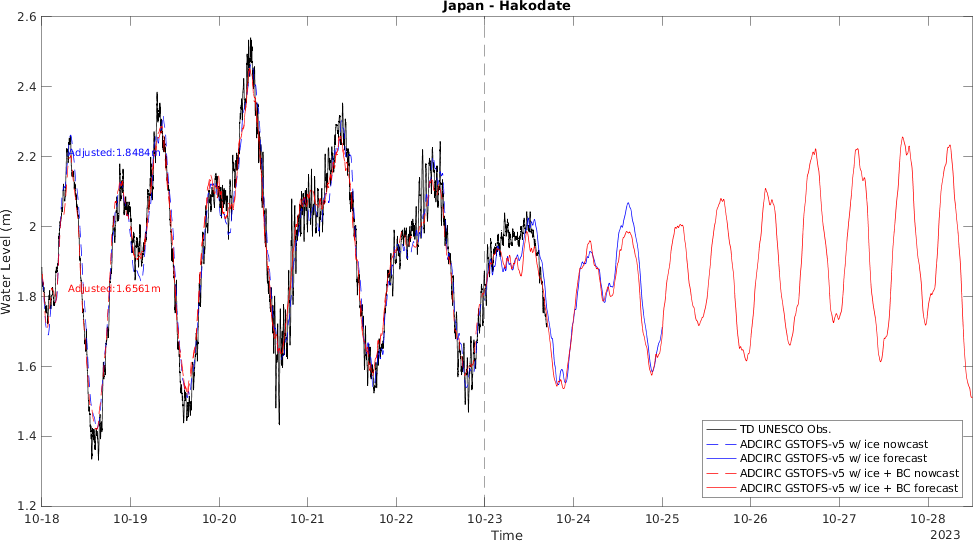 Japan - Hakodate
Water Level (m)
2.6
2.4
2.2
2
1.8
1.6
1.4
1.2
Adjusted:1.8484m
Adjusted:1.6561m
TD UNESCO Obs.
ADCIRC GSTOFS-v5 w/ ice nowcast
ADCIRC GSTOFS-v5 w/ ice forecast
ADCIRC GSTOFS-v5 w/ ice + BC nowcast
ADCIRC GSTOFS-v5 w/ ice + BC forecast
10-18 10-19 10-20 10-21 10-22 10-23 10-24 10-25 10-26 10-27 10-28
2023
Time